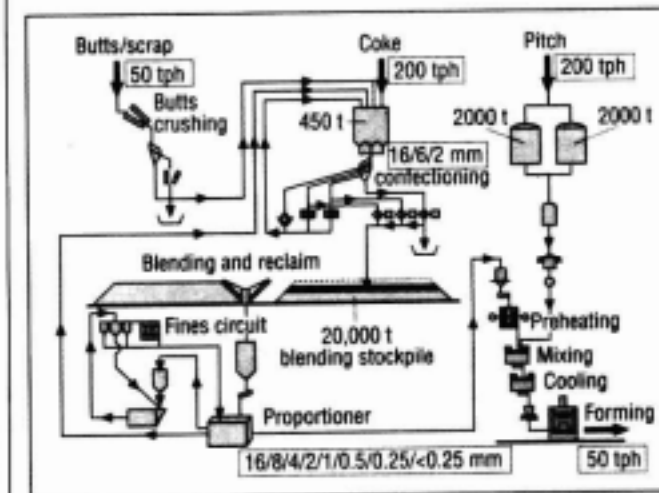 Butts/scrap
50 tph
Butts
crushing
Coke
200 tph
450 t
16/6/2 mm
confectioning
Pitch
200 tph
2000 t
2000 t
Blending and reclaim
Fines circuit
20,000 t
blending stockpile
Preheating
Mixing
Cooling
Forming
50 tph
Proportioner
16/8/4/2/1/0.5/0.25/<0.25 mm